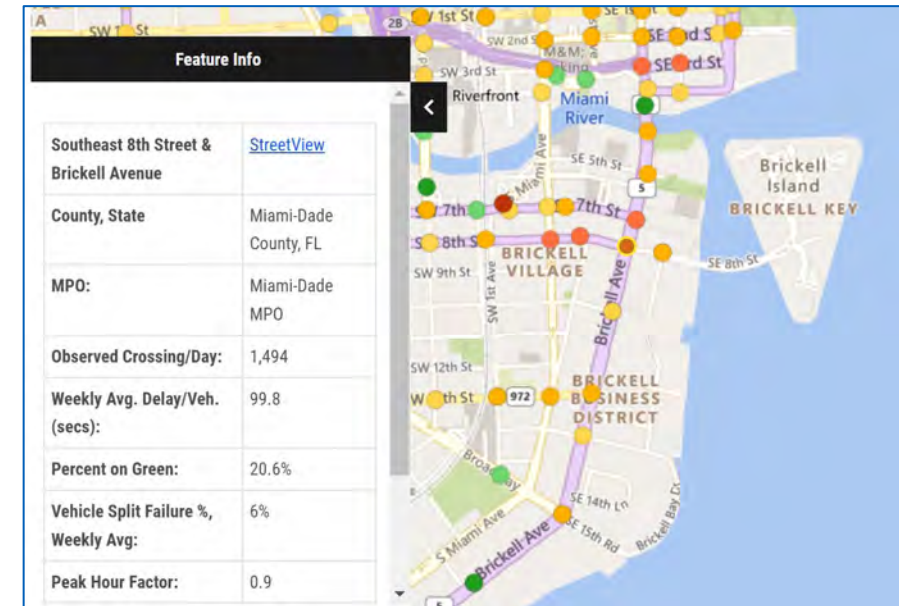 A
SW 1st St
Feature Info
Southeast 8th Street &
Brickell Avenue
StreetView
County, State
Miami-Dade
County, FL
MPO:
Miami-Dade
MPO
Observed Crossing/Day:
1,494
Weekly Avg. Delay/Veh.
(secs):
99.8
Percent on Green:
20.6%
Vehicle Split Failure %,
Weekly Avg:
6%
Peak Hour Factor:
0.9
2B
1st St
SW 2nd S
SE 2nd S
M&M;
SW 3rd St
SE 3rd St
Riverfront
Miami
River
SE 5th St
Miami Ave
5
SW 7th
7th St
SW 8th S
BRICKELL
VILLAGE
SW 9th St
SW 1st Ave
SE 8th St
Brickell
Island
BRICKELL KEY
Brickell Ave
SW 12th St
th St
972
BRICKELL
BUSINESS
DISTRICT
Broadway
SE 14th Ln
SE 15th Rd
S Miami Ave
Brickell Ave
Brickell Bay Dr
5